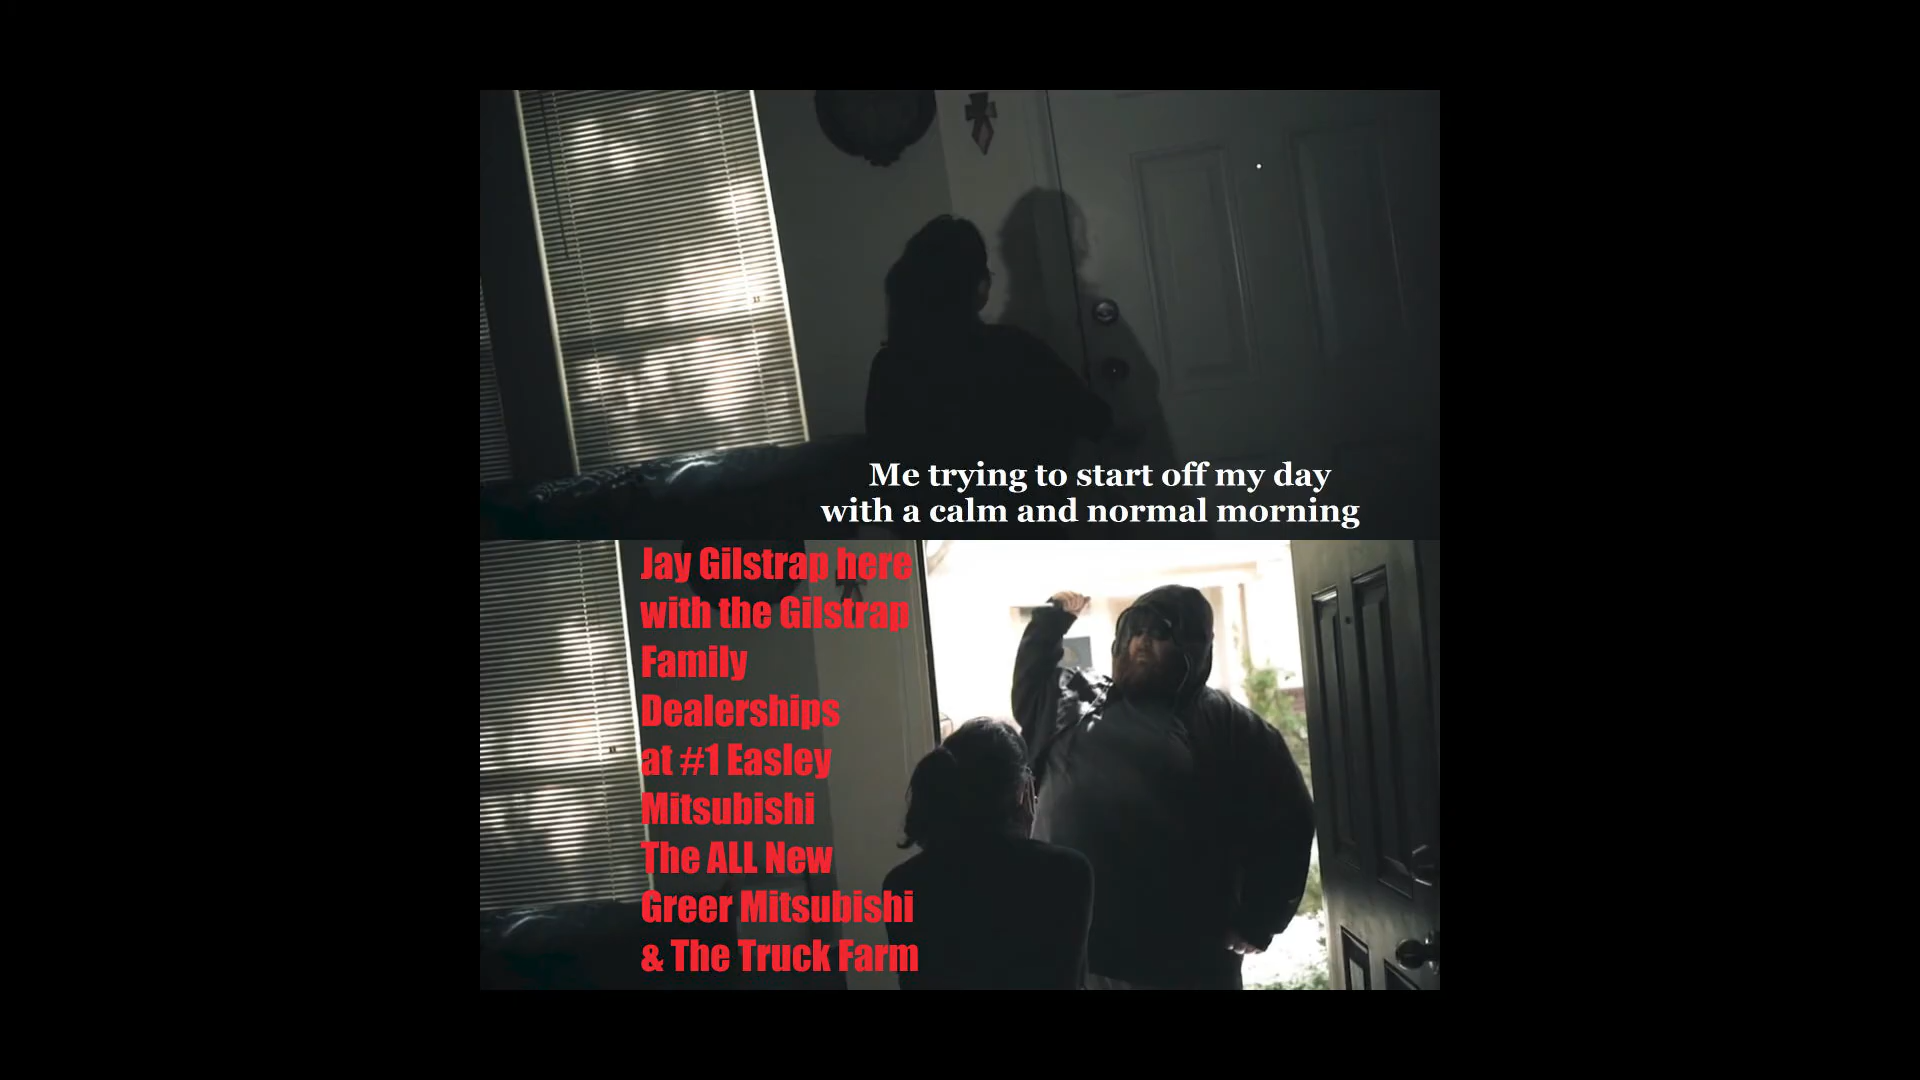 Me trying to start off my day
with a calm and normal morning
Jay Gilstrap here
with the Gilstrap
Family
Dealerships
at #1 Easley
Mitsubishi
The ALL New
Greer Mitsubishi
& The Truck Farm